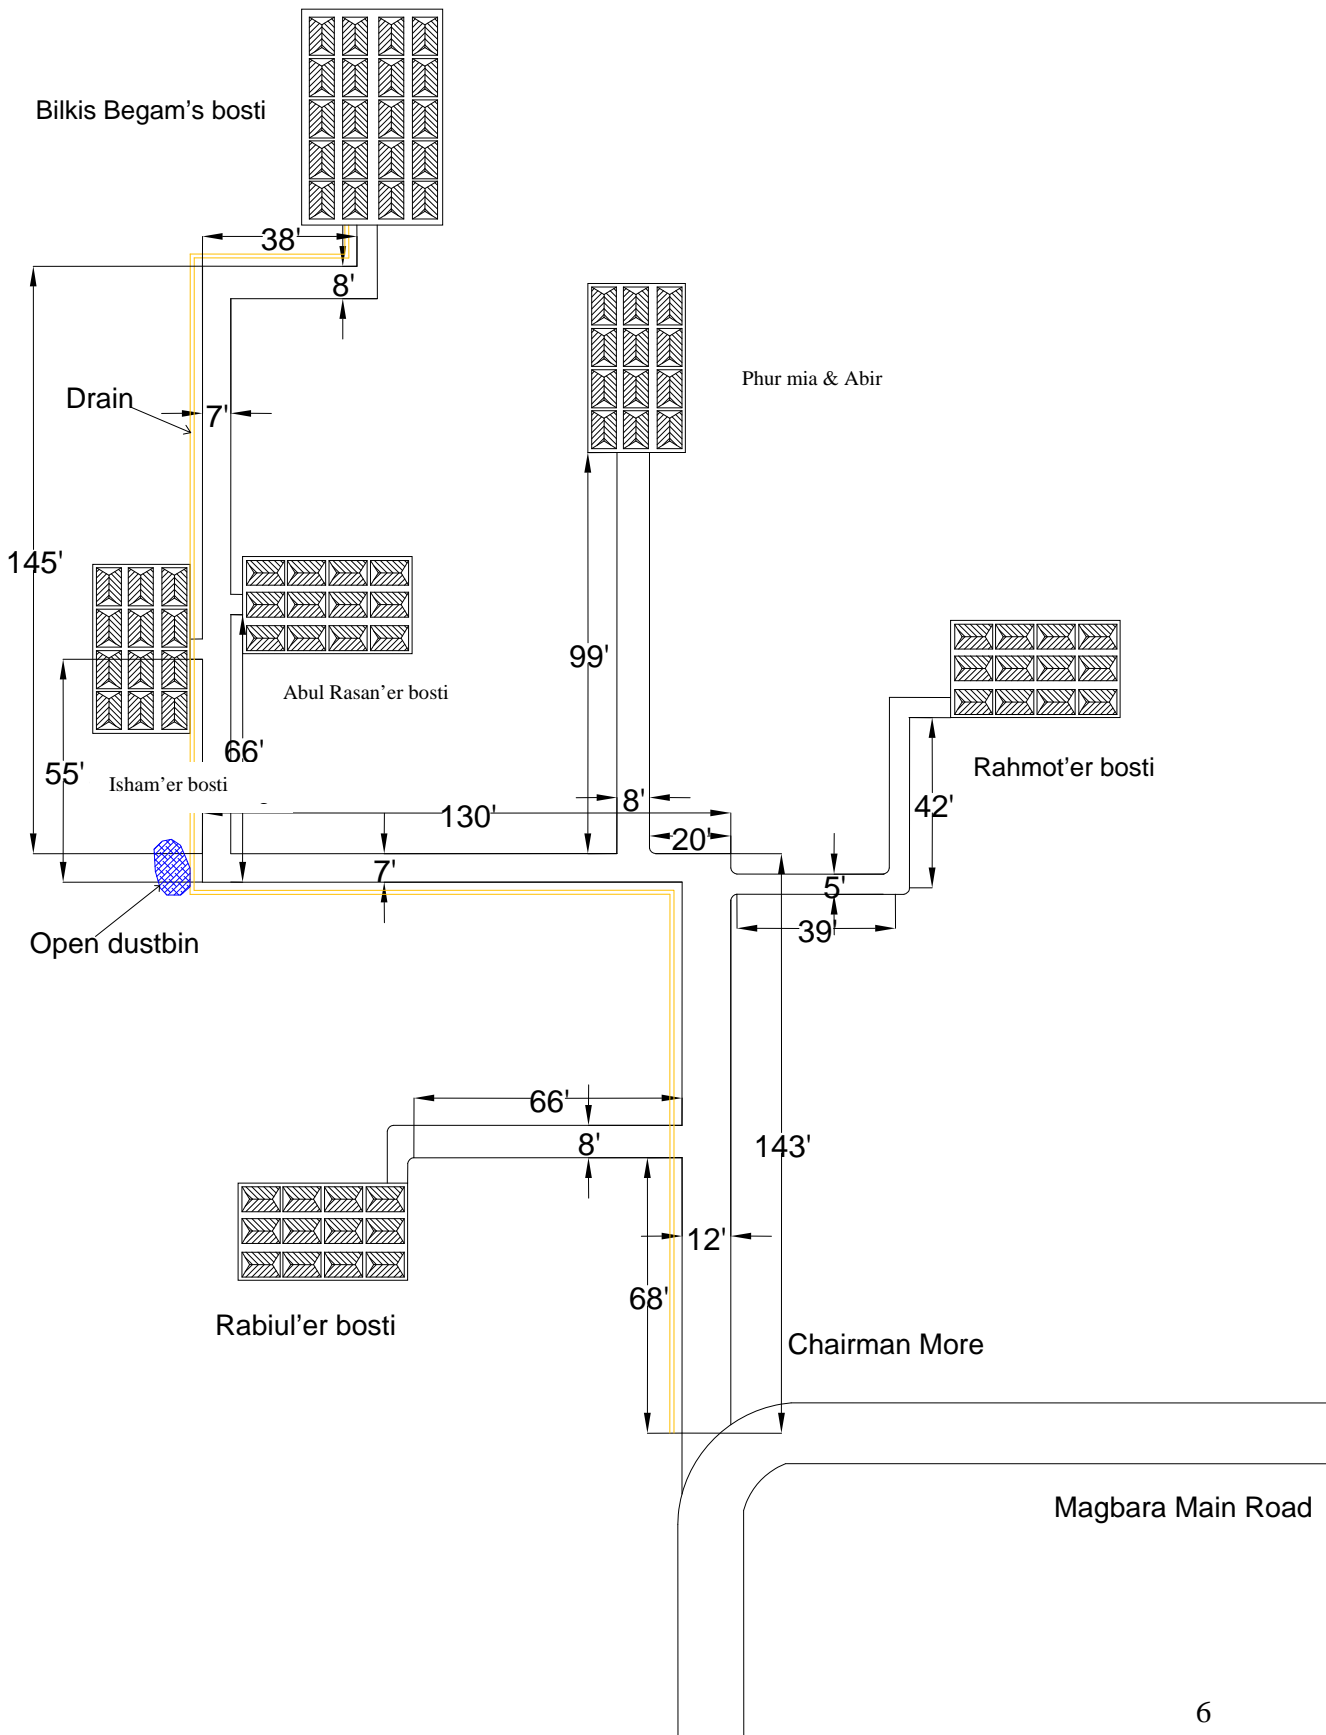 Bilkis Begam's bosti
38'
8'
Phur mia & Abir
Drain
7'
145'
99'
Abul Rasan'er bosti
66'
55'
Isham'er bosti
Rahmot'er bosti
42'
8'
130'
20'
7'
5'
39'
Open dustbin
66'
8'
143'
12'
68'
Rabiul'er bosti
Chairman More
Magbara Main Road
6